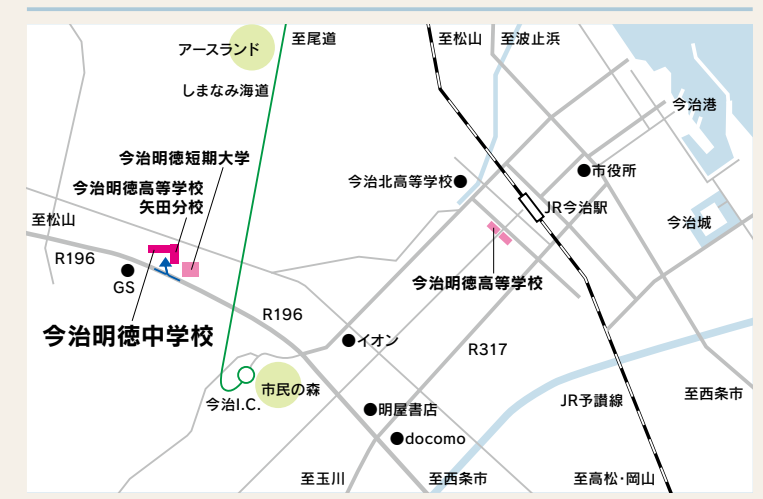 至尾道
至松山
至波止浜
アースランド
しまなみ海道
今治港
今治明徳短期大学
市役所
今治北高等学校
今治明徳高等学校
矢田分校
JR今治駅
至松山
今治城
R196
GS
今治明徳高等学校
R196
今治明徳中学校
イオン
R317
市民の森
今治I.C.
JR予讃線
至西条市
明屋書店
docomo
至玉川
至西条市
至高松・岡山